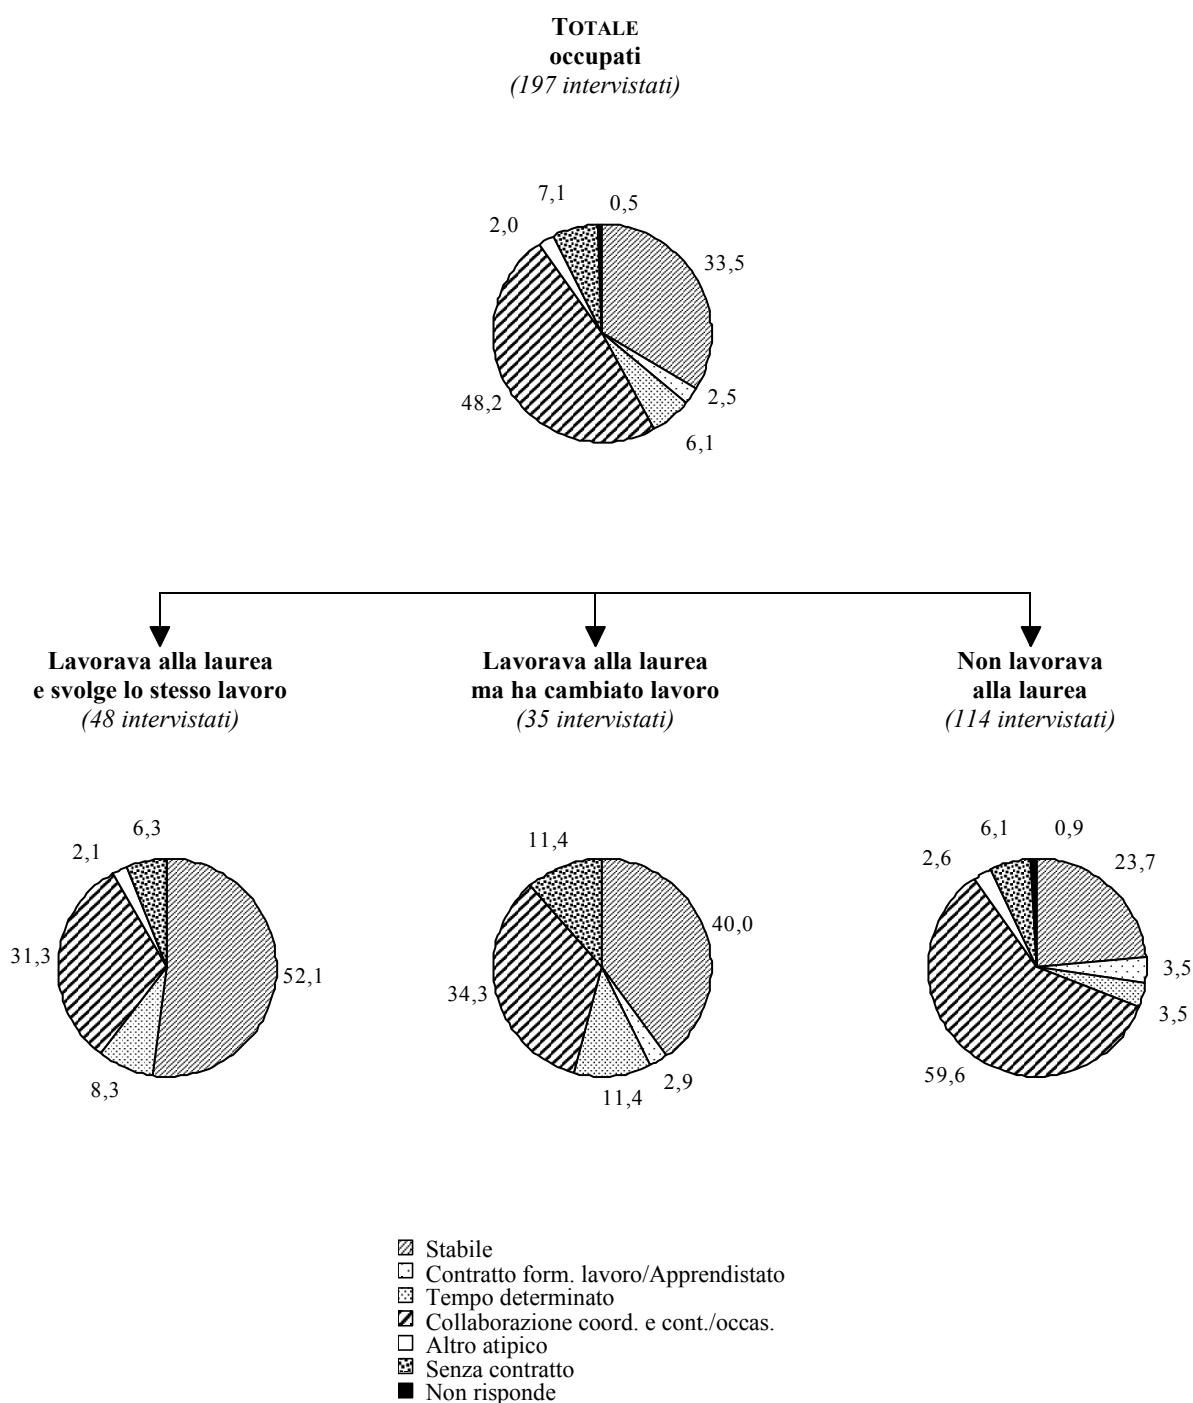 TOTALE
occupati
(197 intervistati)
7,1
0,5
2,0
33,5
48,2
2,5
6,1
Lavorava alla laurea
e svolge lo stesso lavoro
(48 intervistati)
6,3
2,1
31,3
52,1
8,3
Lavorava alla laurea
ma ha cambiato lavoro
(35 intervistati)
11,4
40,0
34,3
2,9
11,4
Non lavorava
alla laurea
(114 intervistati)
6,1
0,9
2,6
23,7
3,5
3,5
59,6
Stabile
Contratto form. lavoro/Apprendistato
Tempo determinato
Collaborazione coord. e cont./occas.
Altro atipico
Senza contratto
Non risponde